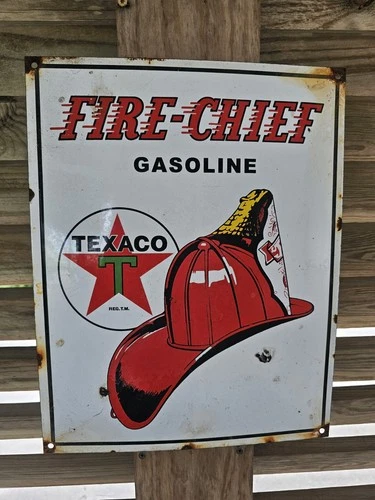 FIRE-CHIEF
GASOLINE
TEXACO
T
REG. T.M.